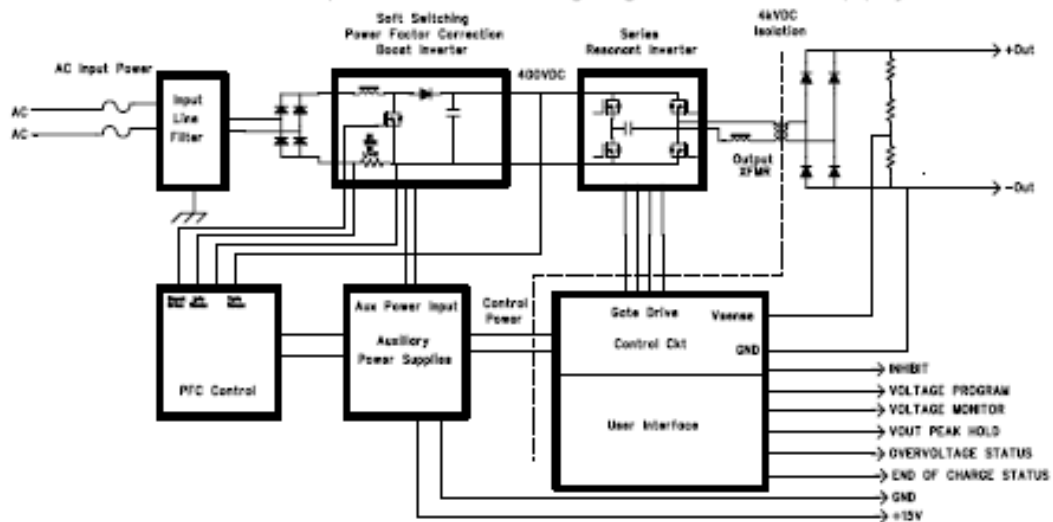 Soft Switching
Power Factor Correction
Boost Inverter
Series
Resonant Inverter
4kVDC
Isolation
+Out
AC Input Power
400VDC
Input
Line
Filter
AC
AC
Output
XFMR
-Out
Aux Power Input
Auxiliary
Power Supplies
Control
Power
Gate Drive
Vsense
Control Ckt
GND
PFC Control
User Interface
INHIBIT
VOLTAGE PROGRAM
VOLTAGE MONITOR
VOUT PEAK HOLD
OVERVOLTAGE STATUS
END OF CHARGE STATUS
GND
+15V